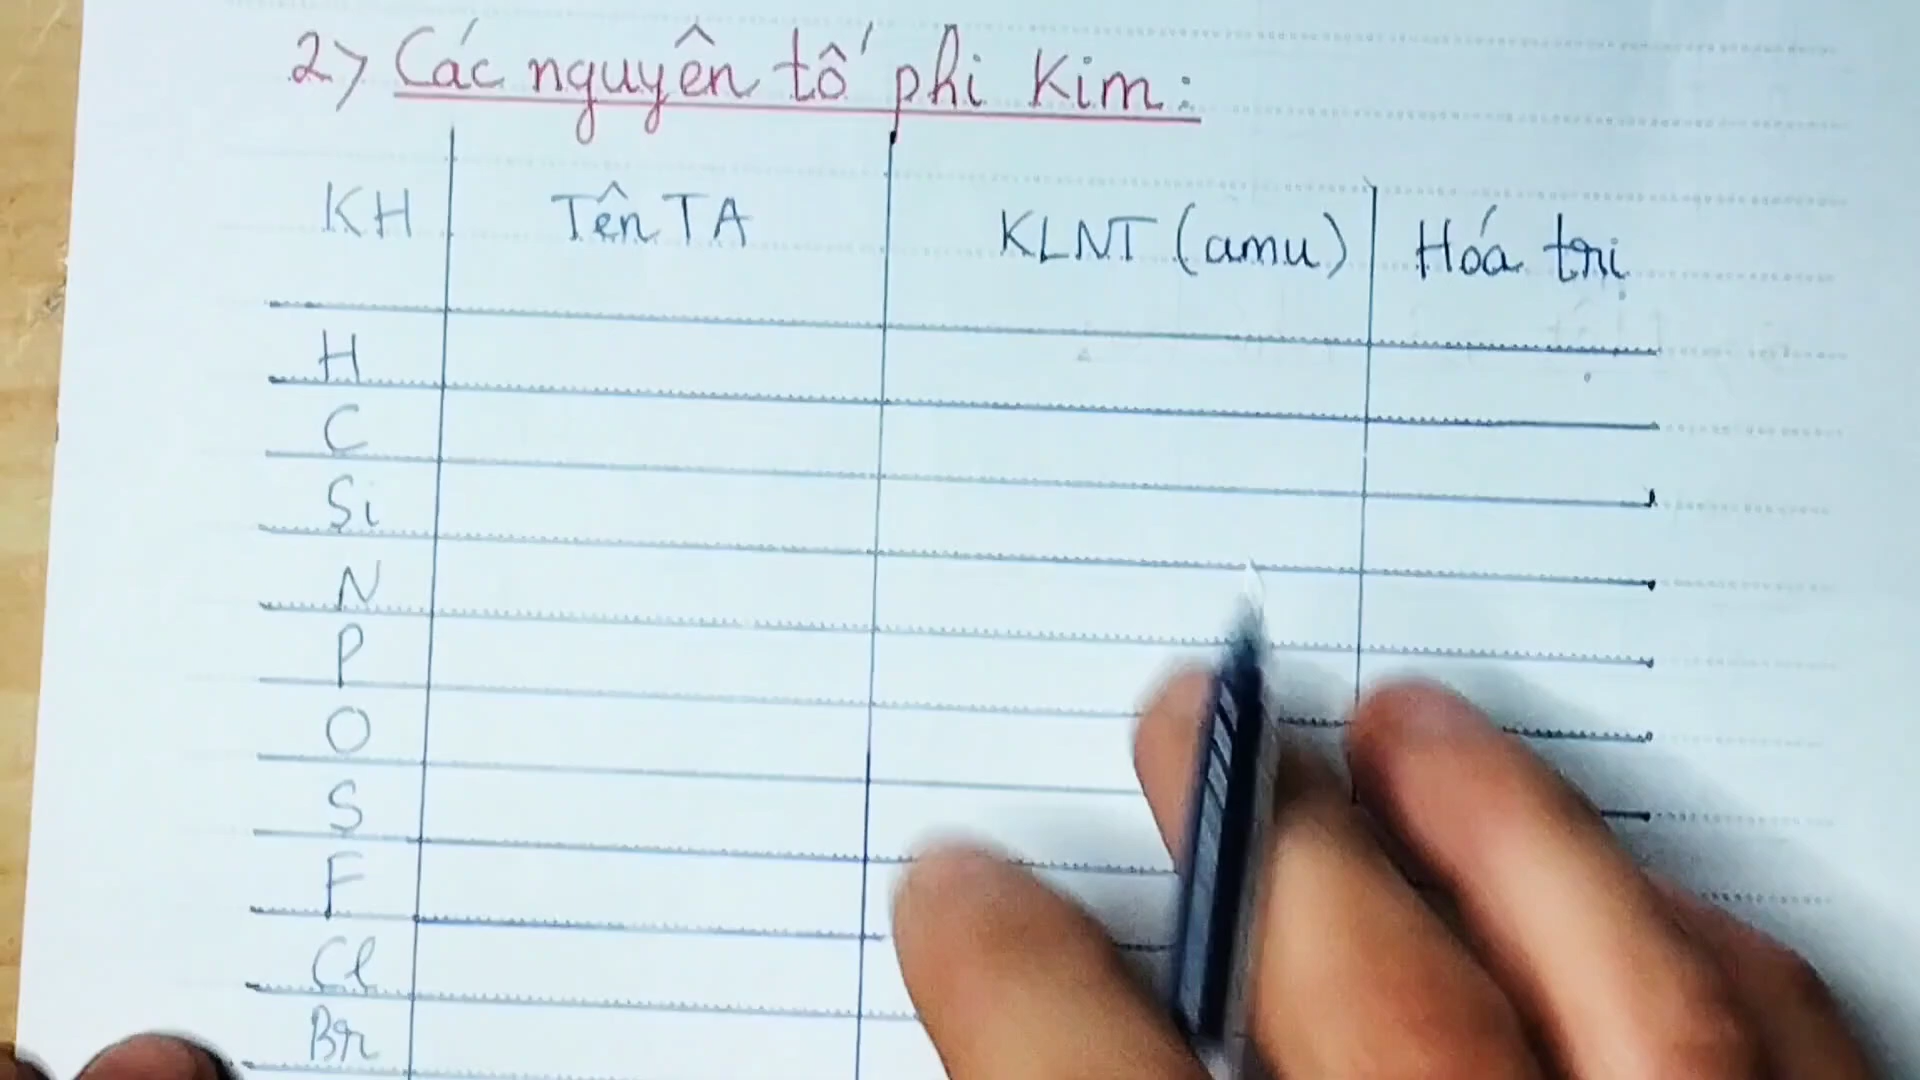 2> Các nguyên tố phi Kim:
KH Tên TA KLNT (amu) Hóa trị
H
C
Si
N
P
O
S
F
Cl
Br